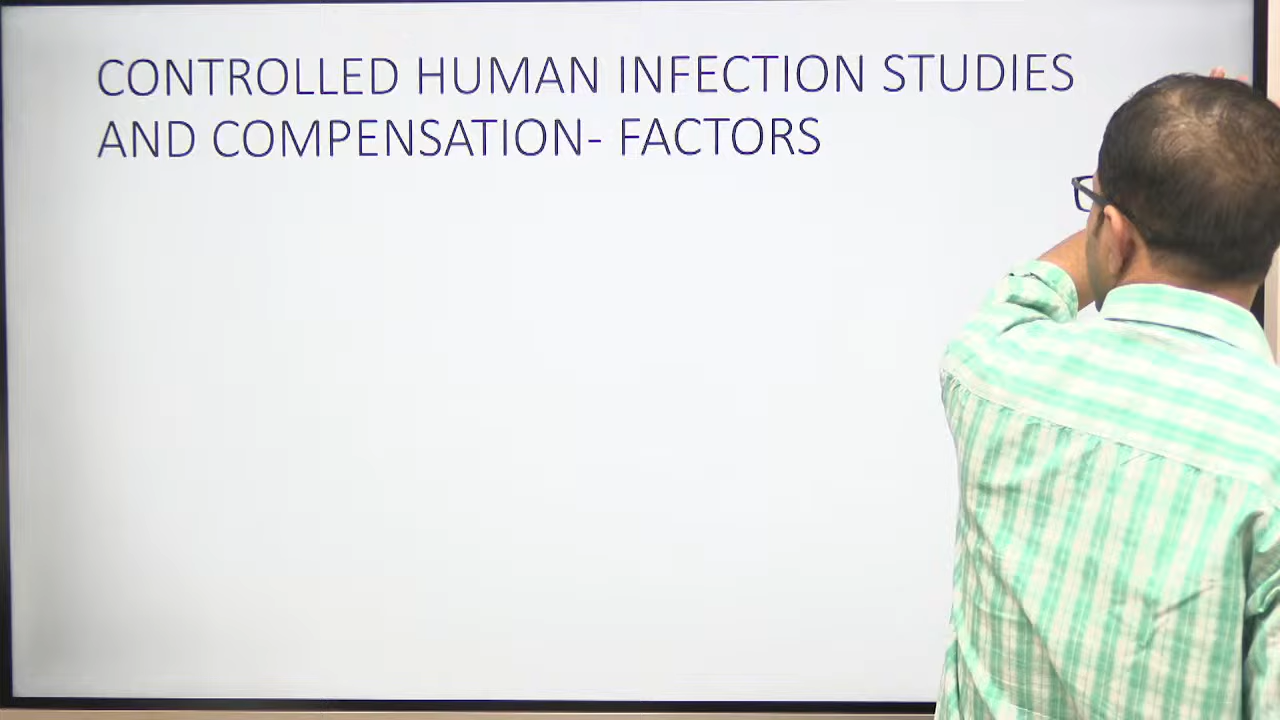 CONTROLLED HUMAN INFECTION STUDIES
AND COMPENSATION- FACTORS